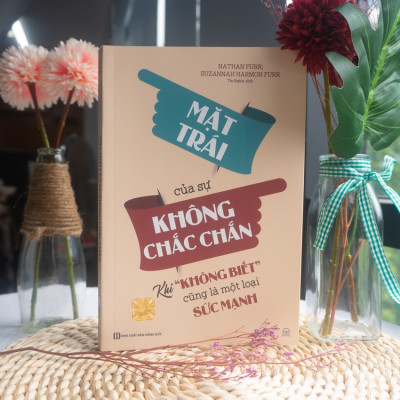 NATHAN FURR;
SUZANNAH HARMON FURR
MẶT
TRÁI
của sự
KHÔNG
CHẮC CHẮN
Khi "KHÔNG BIẾT"
cũng là một loại
SỨC MẠNH